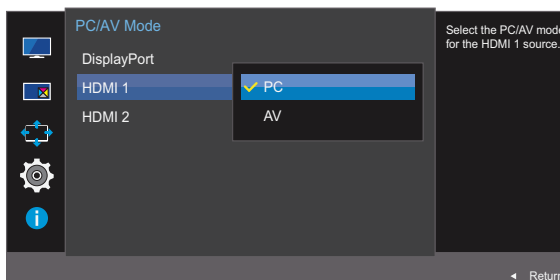 PC/AV Mode
DisplayPort
HDMI 1
HDMI 2
PC
AV
Select the PC/AV mode
for the HDMI 1 source.
Return